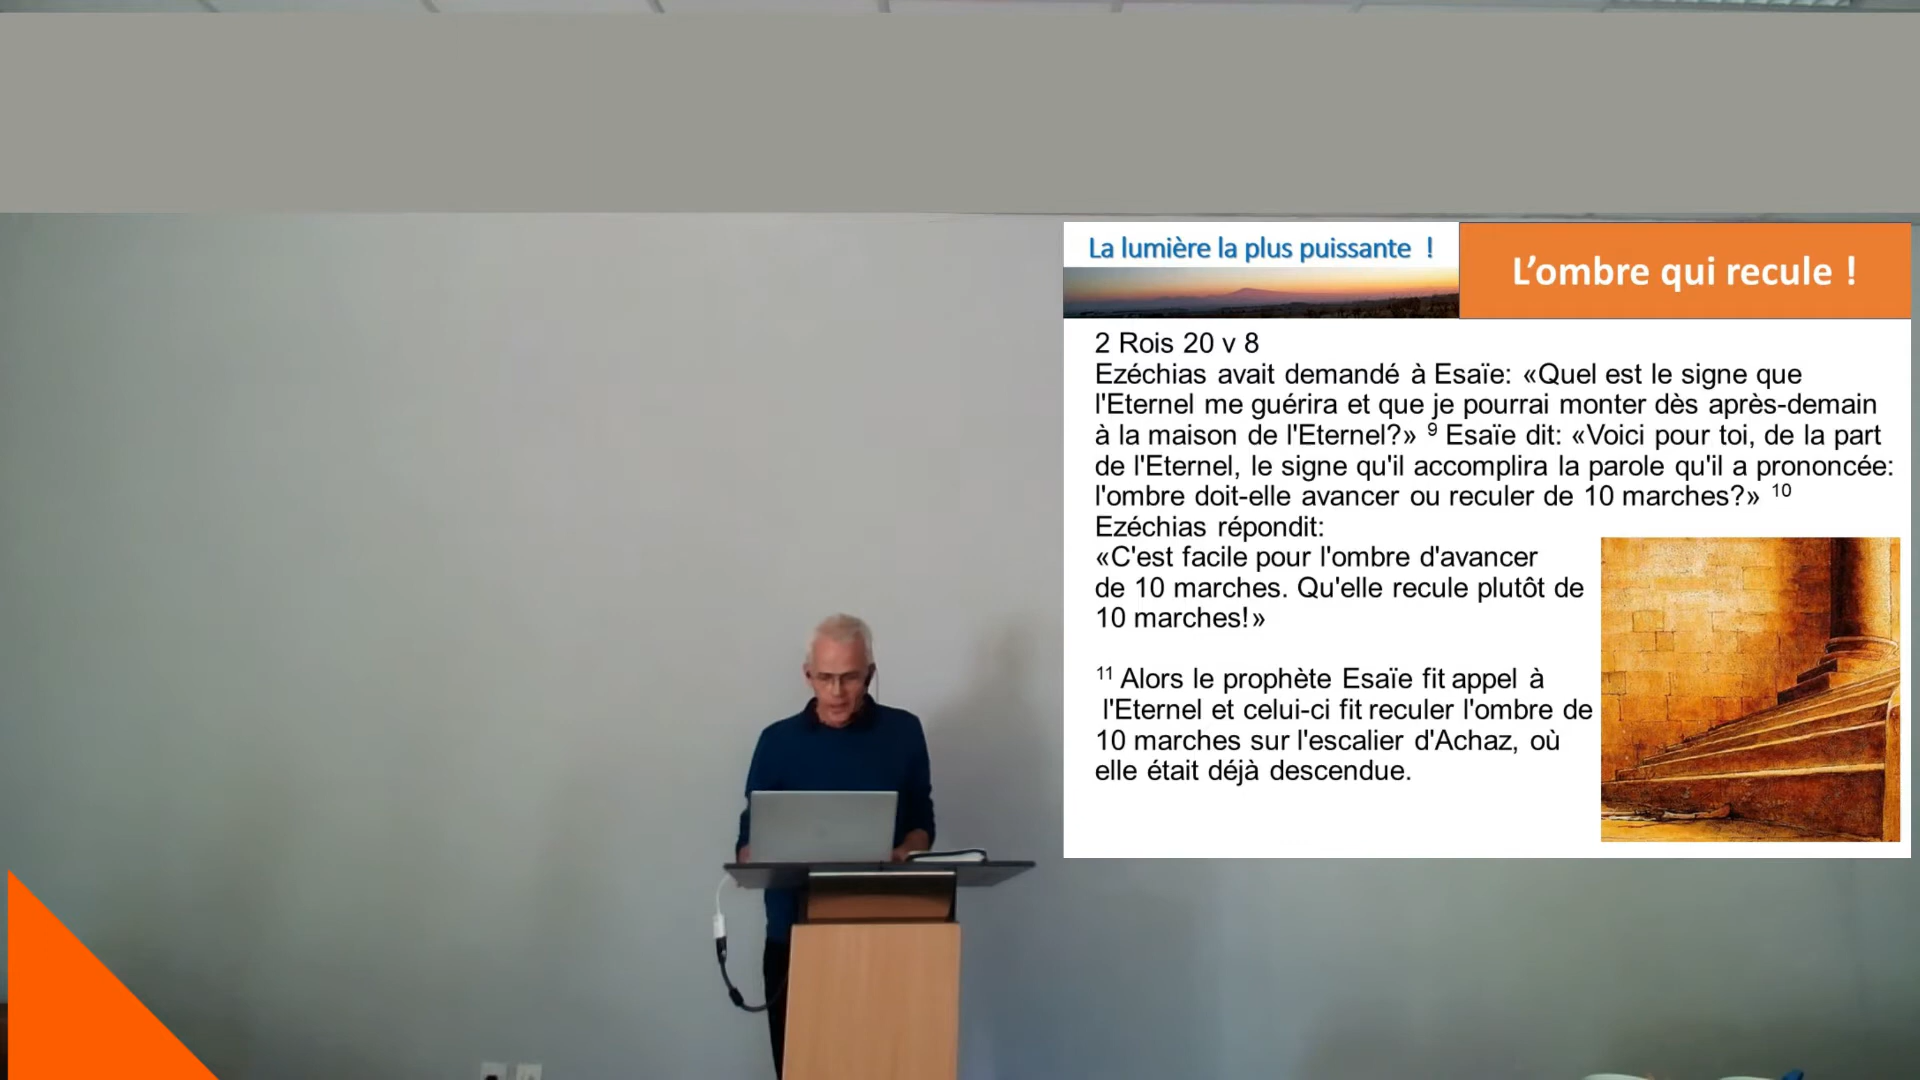 La lumière la plus puissante !
L'ombre qui recule !
2 Rois 20 v 8
Ezéchias avait demandé à Esaïe: «Quel est le signe que
l'Eternel me guérira et que je pourrai monter dès après-demain
à la maison de l'Eternel?» ⁹ Esaïe dit: «Voici pour toi, de la part
de l'Eternel, le signe qu'il accomplira la parole qu'il a prononcée:
l'ombre doit-elle avancer ou reculer de 10 marches?» ¹⁰
Ezéchias répondit:
«C'est facile pour l'ombre d'avancer
de 10 marches. Qu'elle recule plutôt de
10 marches!»
¹¹ Alors le prophète Esaïe fit appel à
l'Eternel et celui-ci fit reculer l'ombre de
10 marches sur l'escalier d'Achaz, où
elle était déjà descendue.